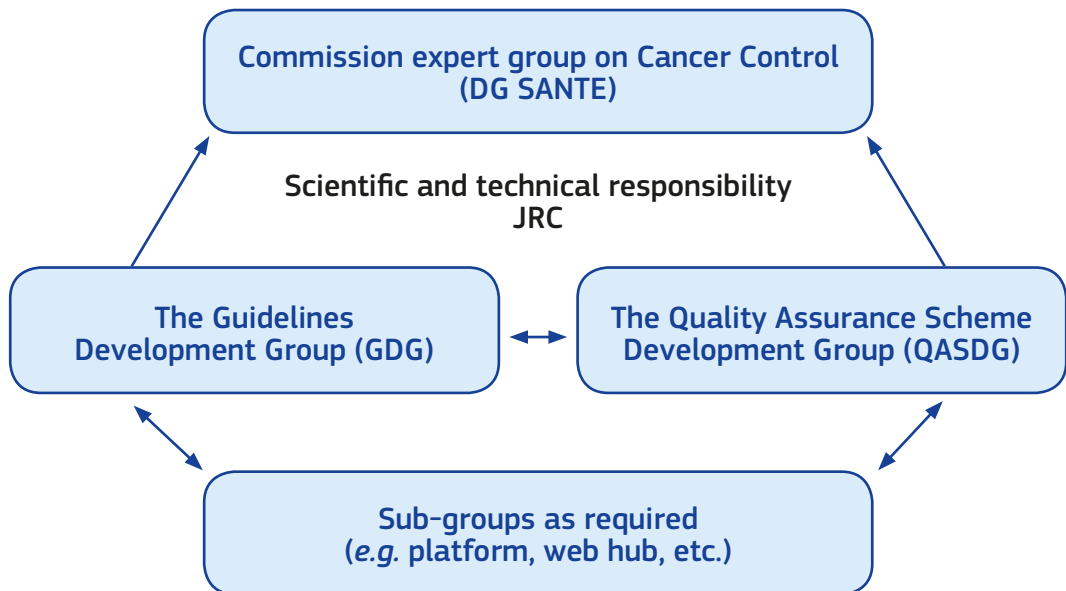 Commission expert group on Cancer Control
(DG SANTE)
Scientific and technical responsibility
JRC
The Guidelines
Development Group (GDG)
The Quality Assurance Scheme
Development Group (QASDG)
Sub-groups as required
(e.g. platform, web hub, etc.)